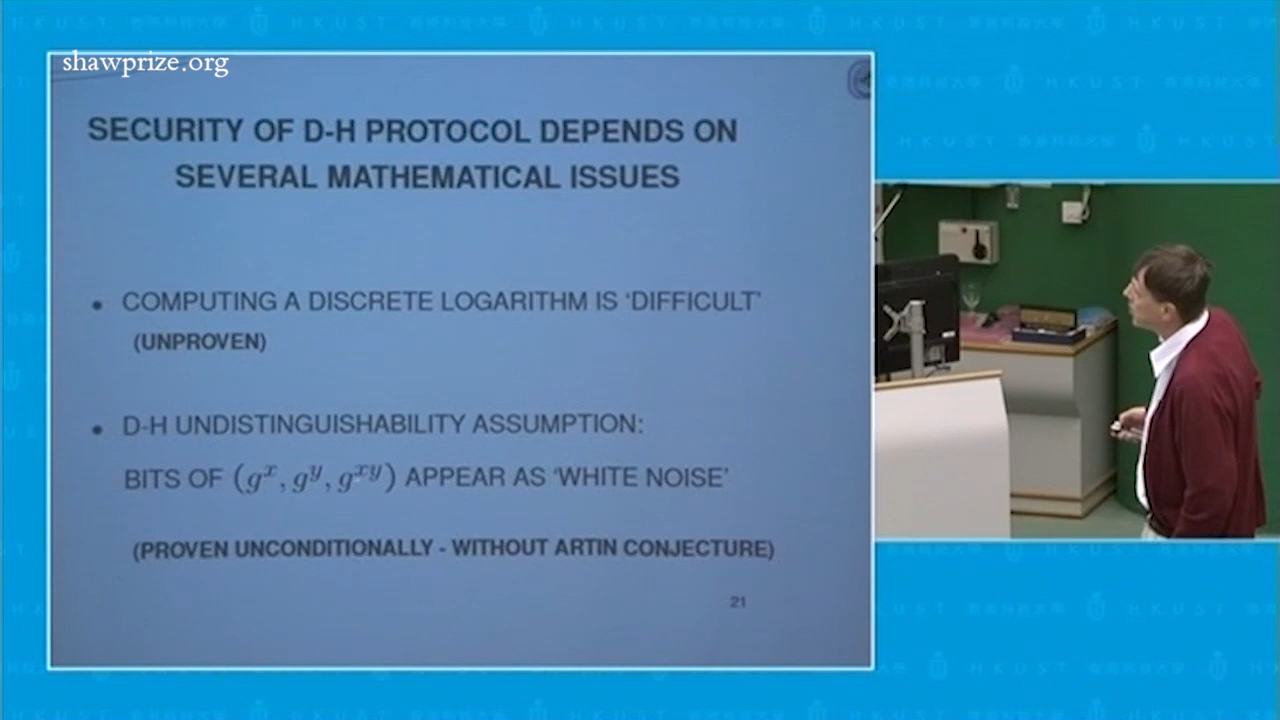 shawprize.org
SECURITY OF D-H PROTOCOL DEPENDS ON
SEVERAL MATHEMATICAL ISSUES
• COMPUTING A DISCRETE LOGARITHM IS ‘DIFFICULT’
(UNPROVEN)
• D-H UNDISTINGUISHABILITY ASSUMPTION:
BITS OF (g^x, g^y, g^{xy}) APPEAR AS ‘WHITE NOISE’
(PROVEN UNCONDITIONALLY - WITHOUT ARTIN CONJECTURE)
21
HKUST